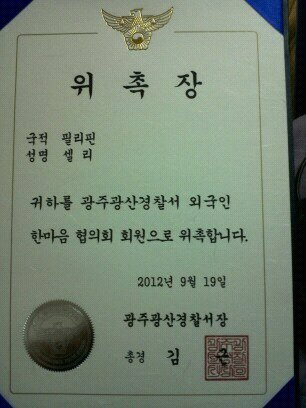 위 촉 장
국적 필리핀
성명 셀 리
귀하를 광주광산경찰서 외국인
한마음 협의회 회원으로 위촉합니다.
2012년 9월 19일
광주광산경찰서장
총경 김 근